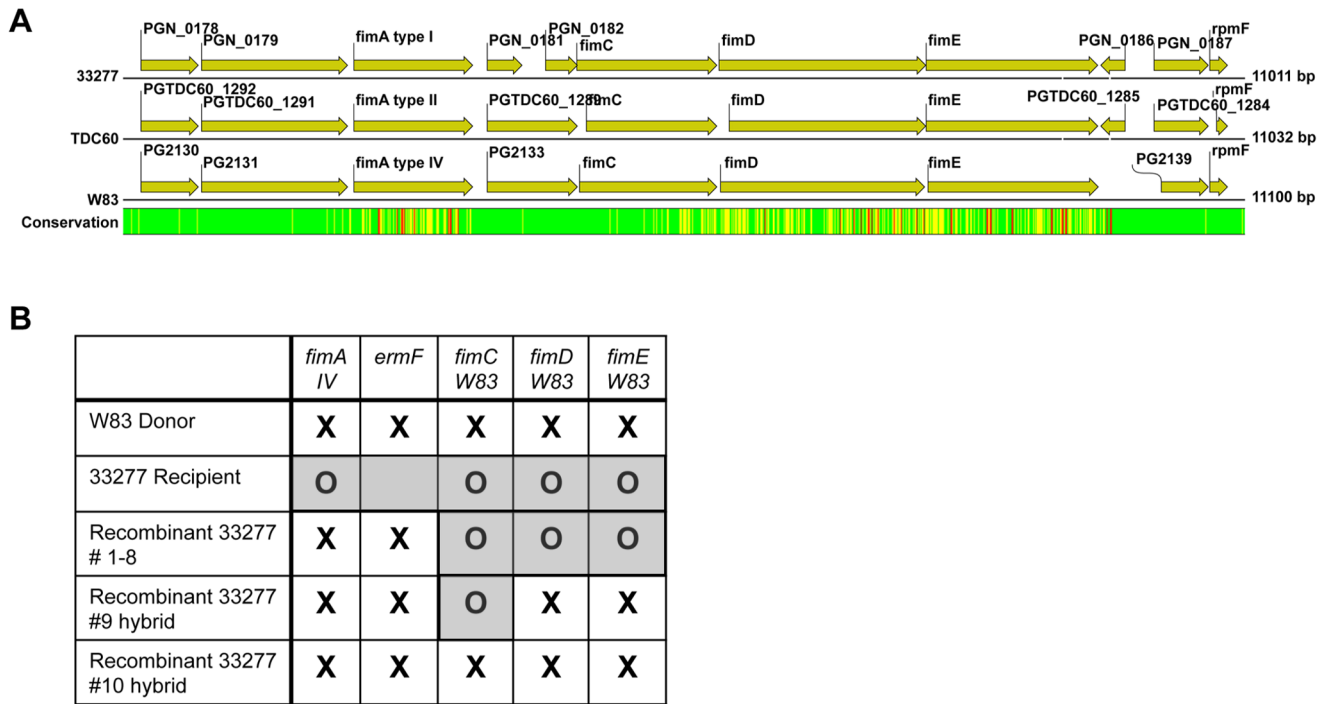 A
PGN_0178 PGN_0179 fimA type I PGN_0181 PGN_0182 fimC fimD fimE PGN_0186 PGN_0187 rpmF
33277 11011 bp
PGTDC60_1292 PGTDC60_1291 fimA type II PGTDC60_1289 fimC fimD fimE PGTDC60_1285 PGTDC60_1284 rpmF
TDC60 11032 bp
PG2130 PG2131 fimA type IV PG2133 fimC fimD fimE PG2139 rpmF
W83 11100 bp
Conservation
B
fimA ermF fimC fimD fimE
IV W83 W83 W83
W83 Donor X X X X X
33277 Recipient O O O O
Recombinant 33277 X X O O O
# 1-8
Recombinant 33277 X X O X X
#9 hybrid
Recombinant 33277 X X X X X
#10 hybrid